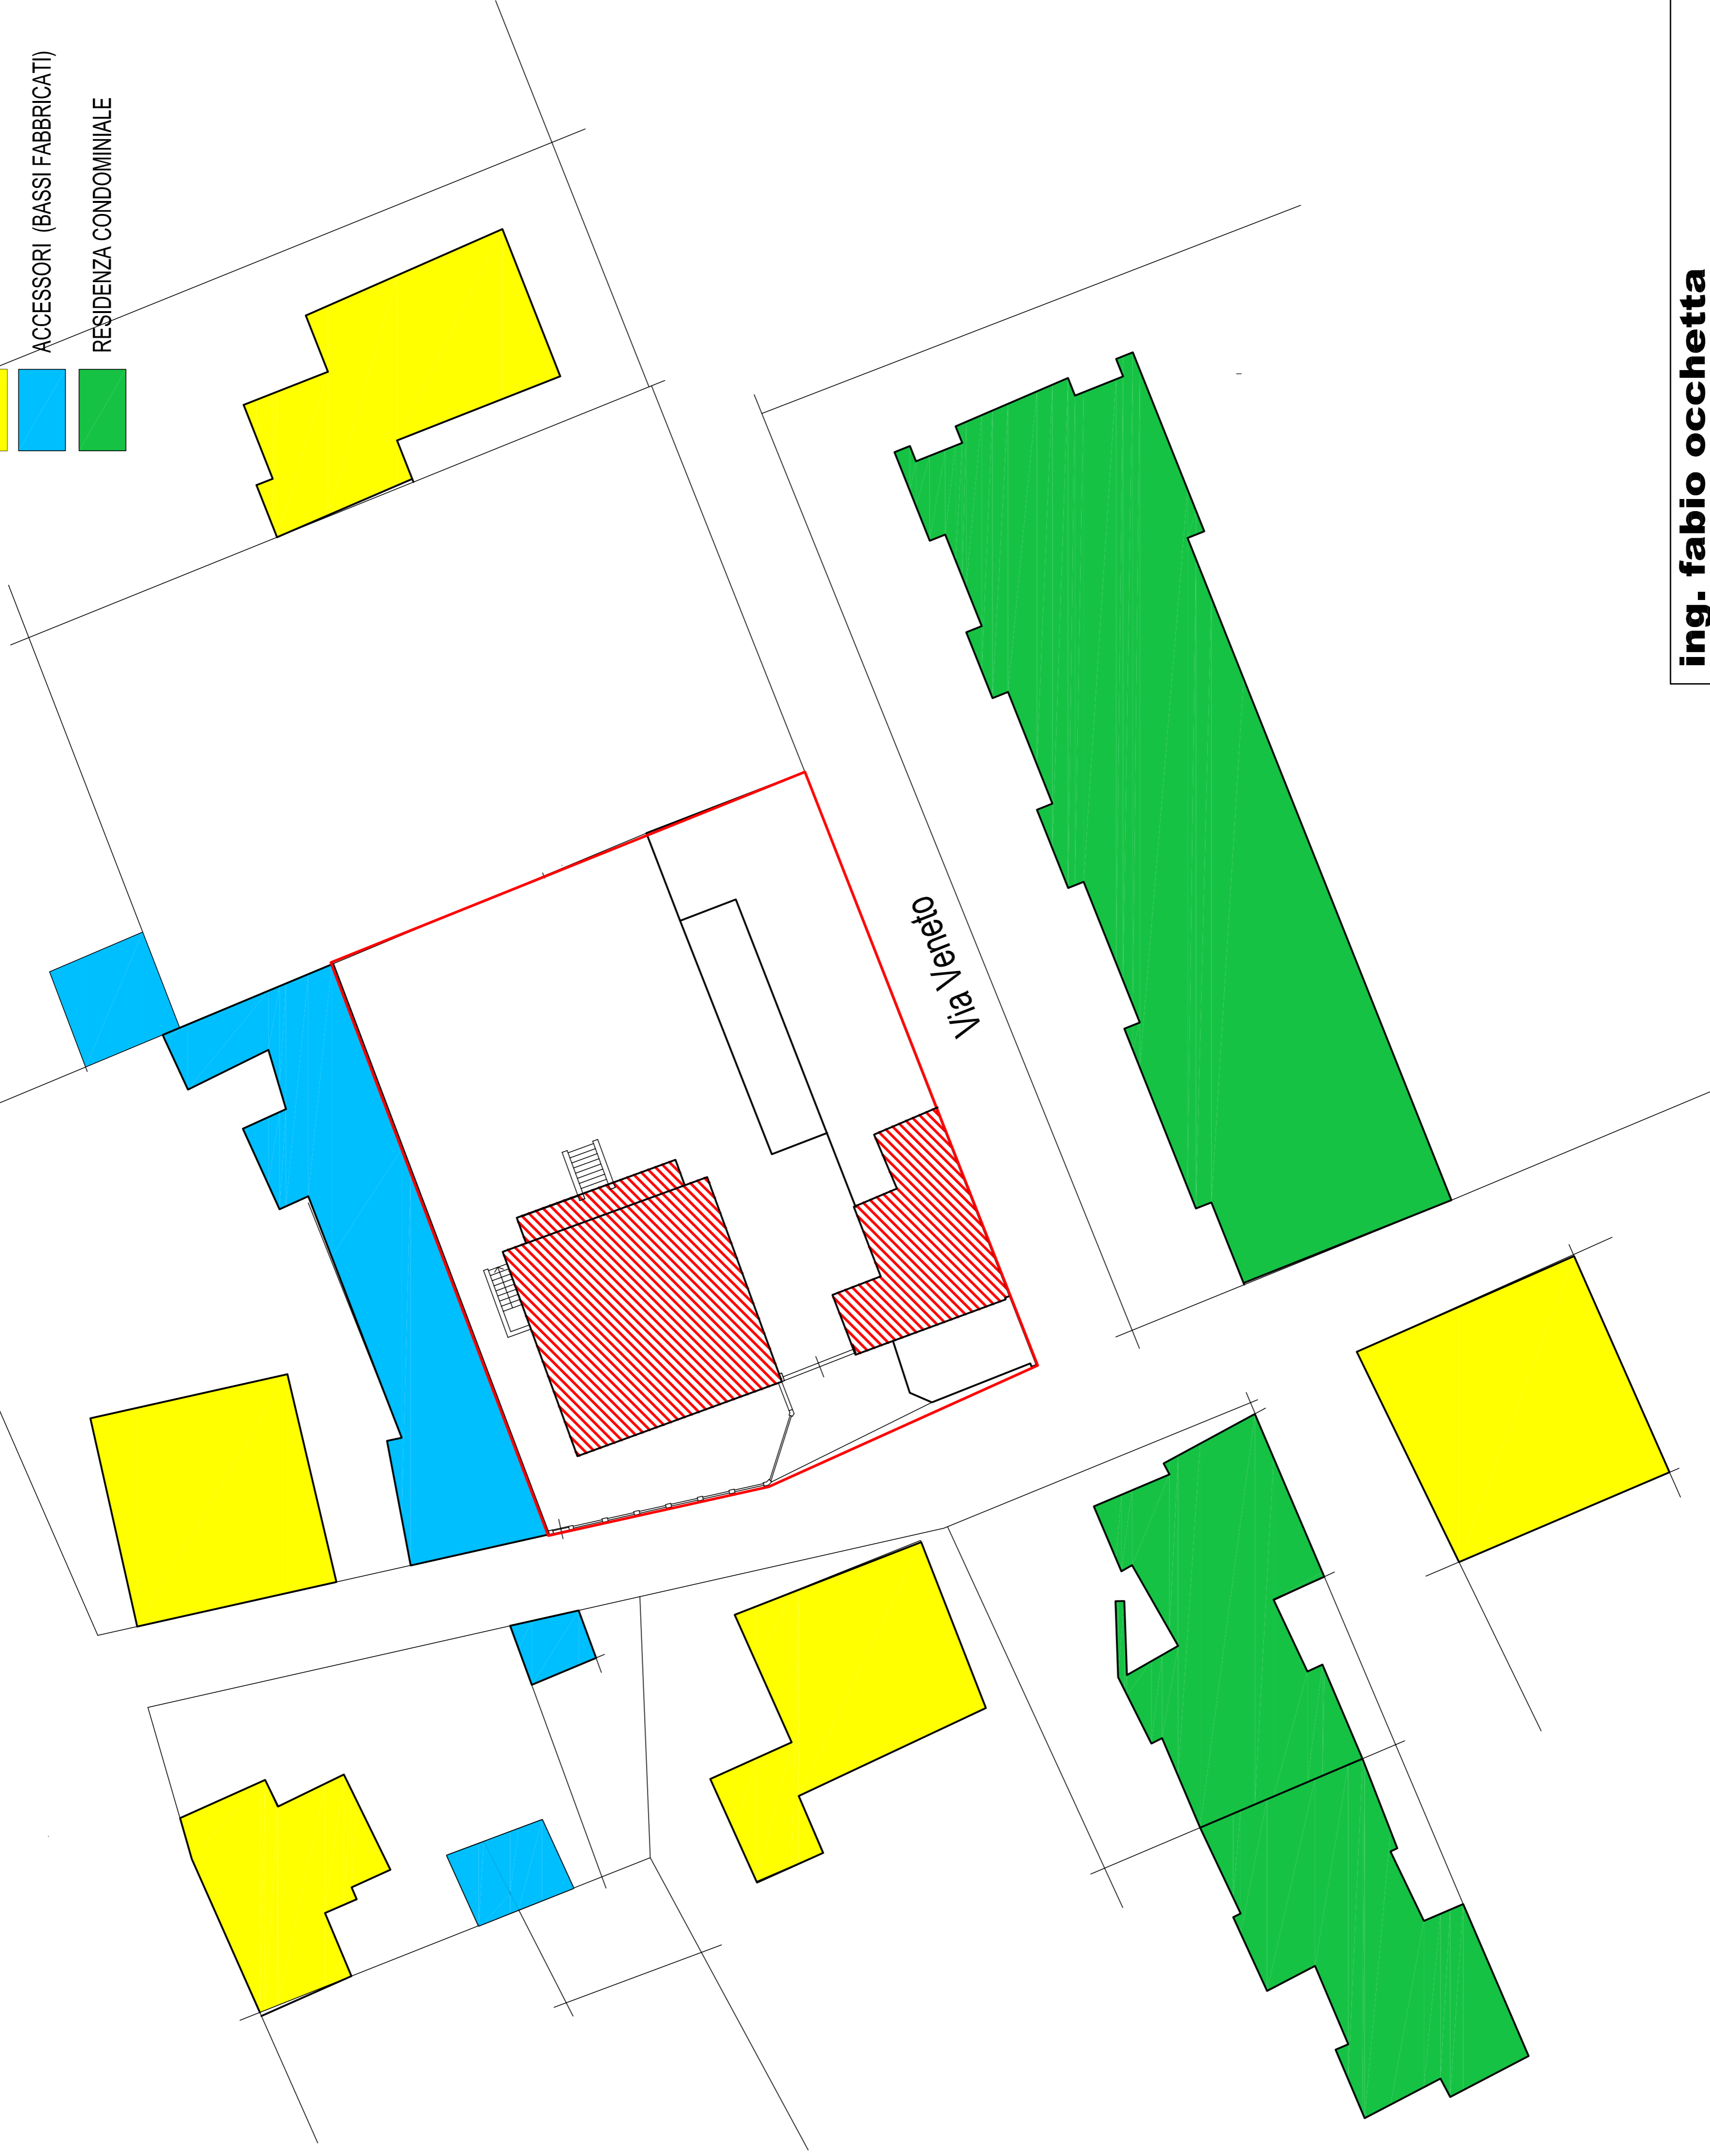 ACCESSORI (BASSI FABBRICATI)
RESIDENZA CONDOMINIALE
Via Veneto
ing. fabio occhetta